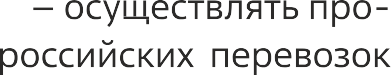 – осуществлять про-
российских перевозок